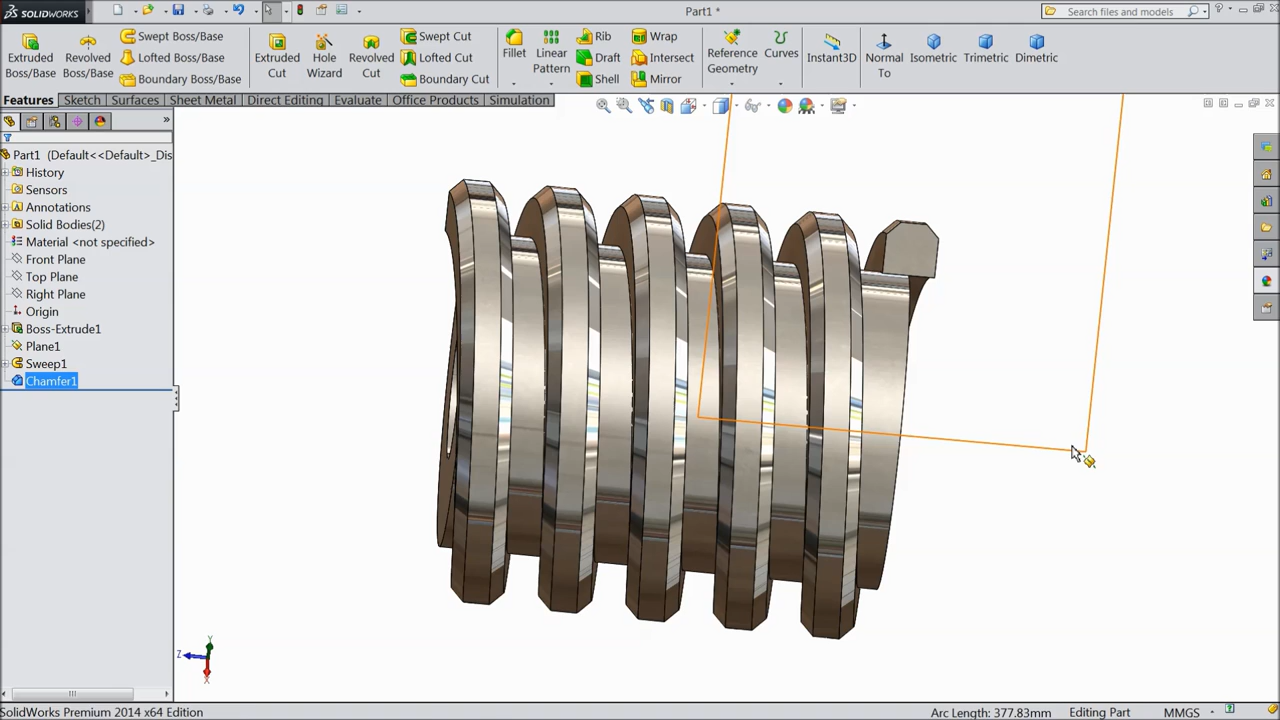 SOLIDWORKS
Part1 *
Search files and models
Extruded Boss/Base
Revolved Boss/Base
Swept Boss/Base
Lofted Boss/Base
Boundary Boss/Base
Extruded Cut
Hole Wizard
Revolved Cut
Swept Cut
Lofted Cut
Boundary Cut
Fillet
Linear Pattern
Rib
Draft
Shell
Wrap
Intersect
Mirror
Reference Geometry
Curves
Instant3D
Normal To
Isometric
Trimetric
Dimetric
Features
Sketch
Surfaces
Sheet Metal
Direct Editing
Evaluate
Office Products
Simulation
Part1 (Default<<Default>_Dis
History
Sensors
Annotations
Solid Bodies(2)
Material <not specified>
Front Plane
Top Plane
Right Plane
Origin
Boss-Extrude1
Plane1
Sweep1
Chamfer1
Y
Z
X
SolidWorks Premium 2014 x64 Edition
Arc Length: 377.83mm
Editing Part
MMGS